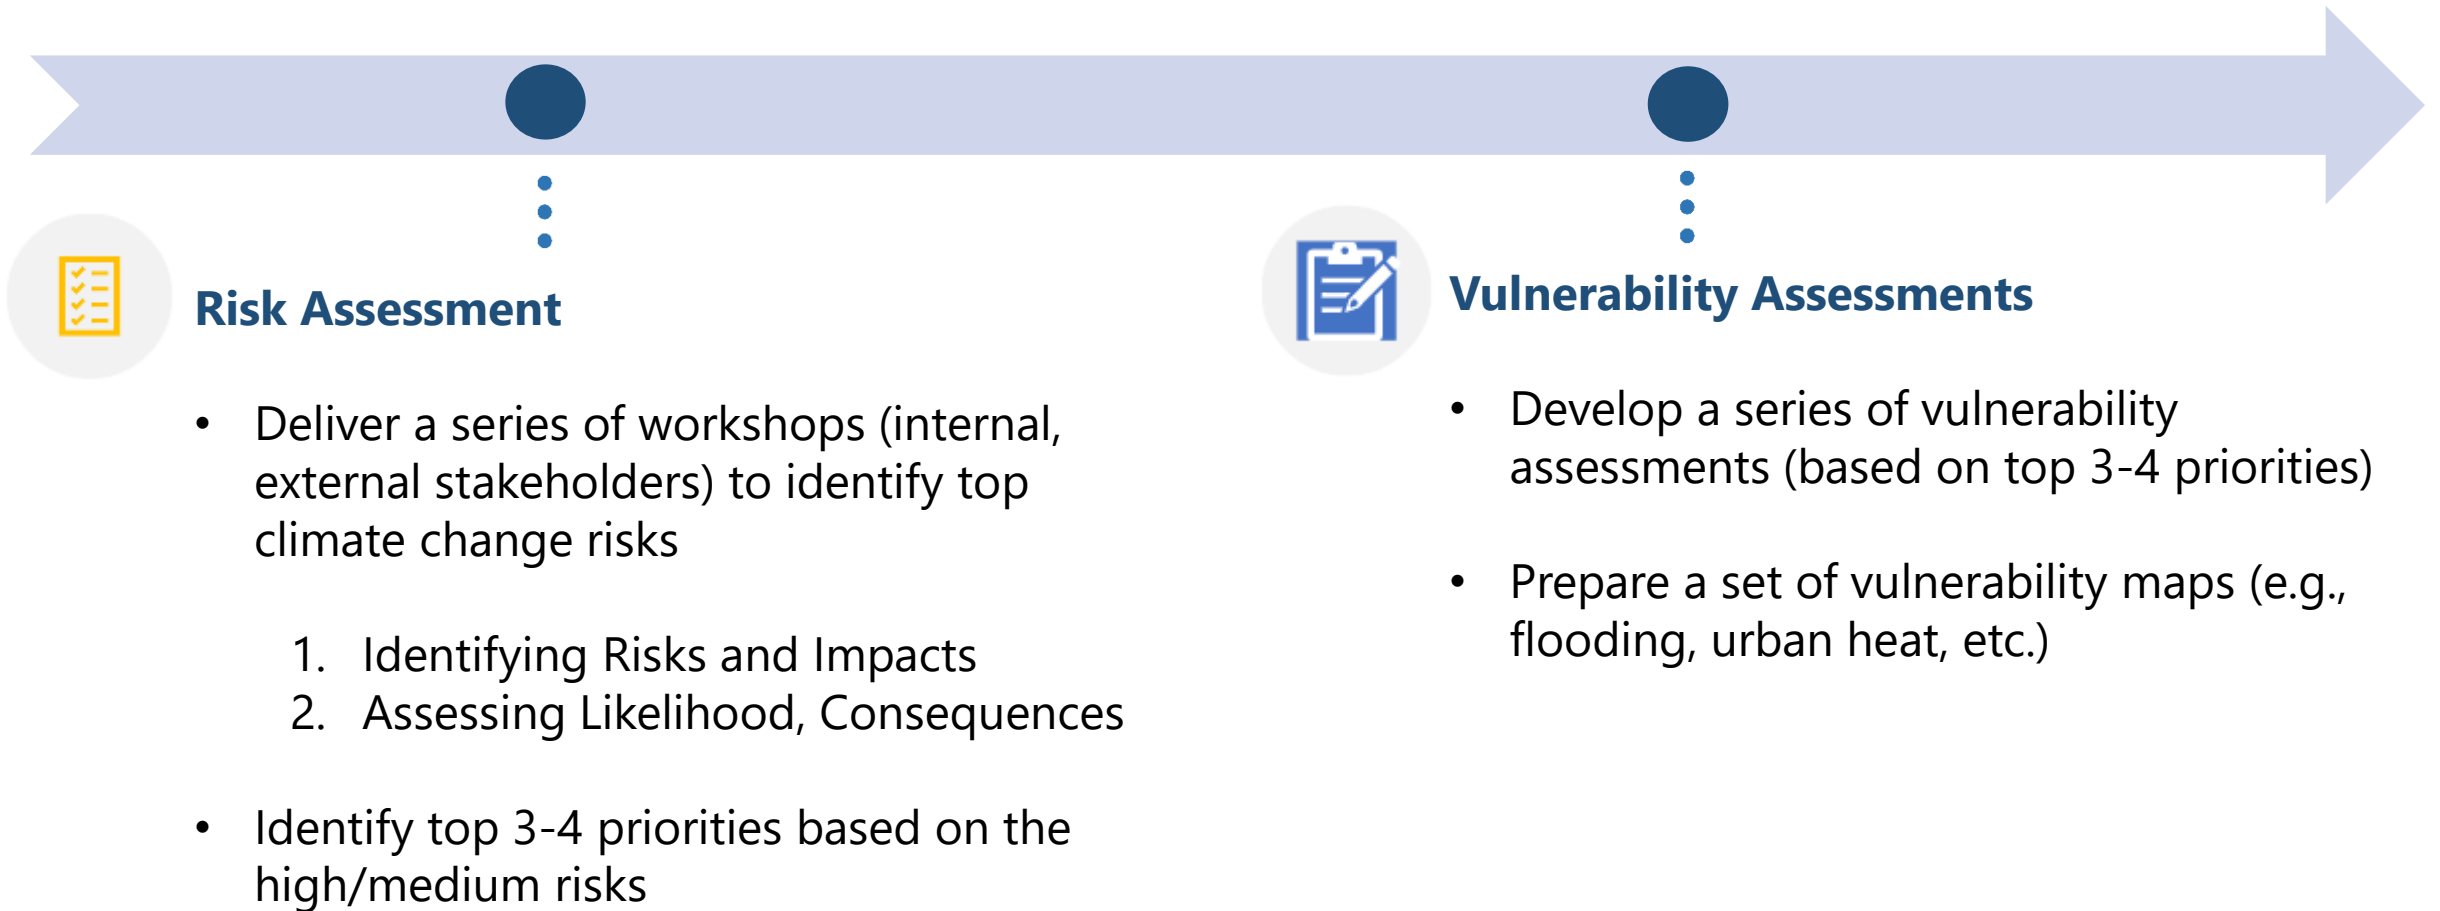 Risk Assessment
• Deliver a series of workshops (internal,
external stakeholders) to identify top
climate change risks
1. Identifying Risks and Impacts
2. Assessing Likelihood, Consequences
• Identify top 3-4 priorities based on the
high/medium risks
Vulnerability Assessments
• Develop a series of vulnerability
assessments (based on top 3-4 priorities)
• Prepare a set of vulnerability maps (e.g.,
flooding, urban heat, etc.)